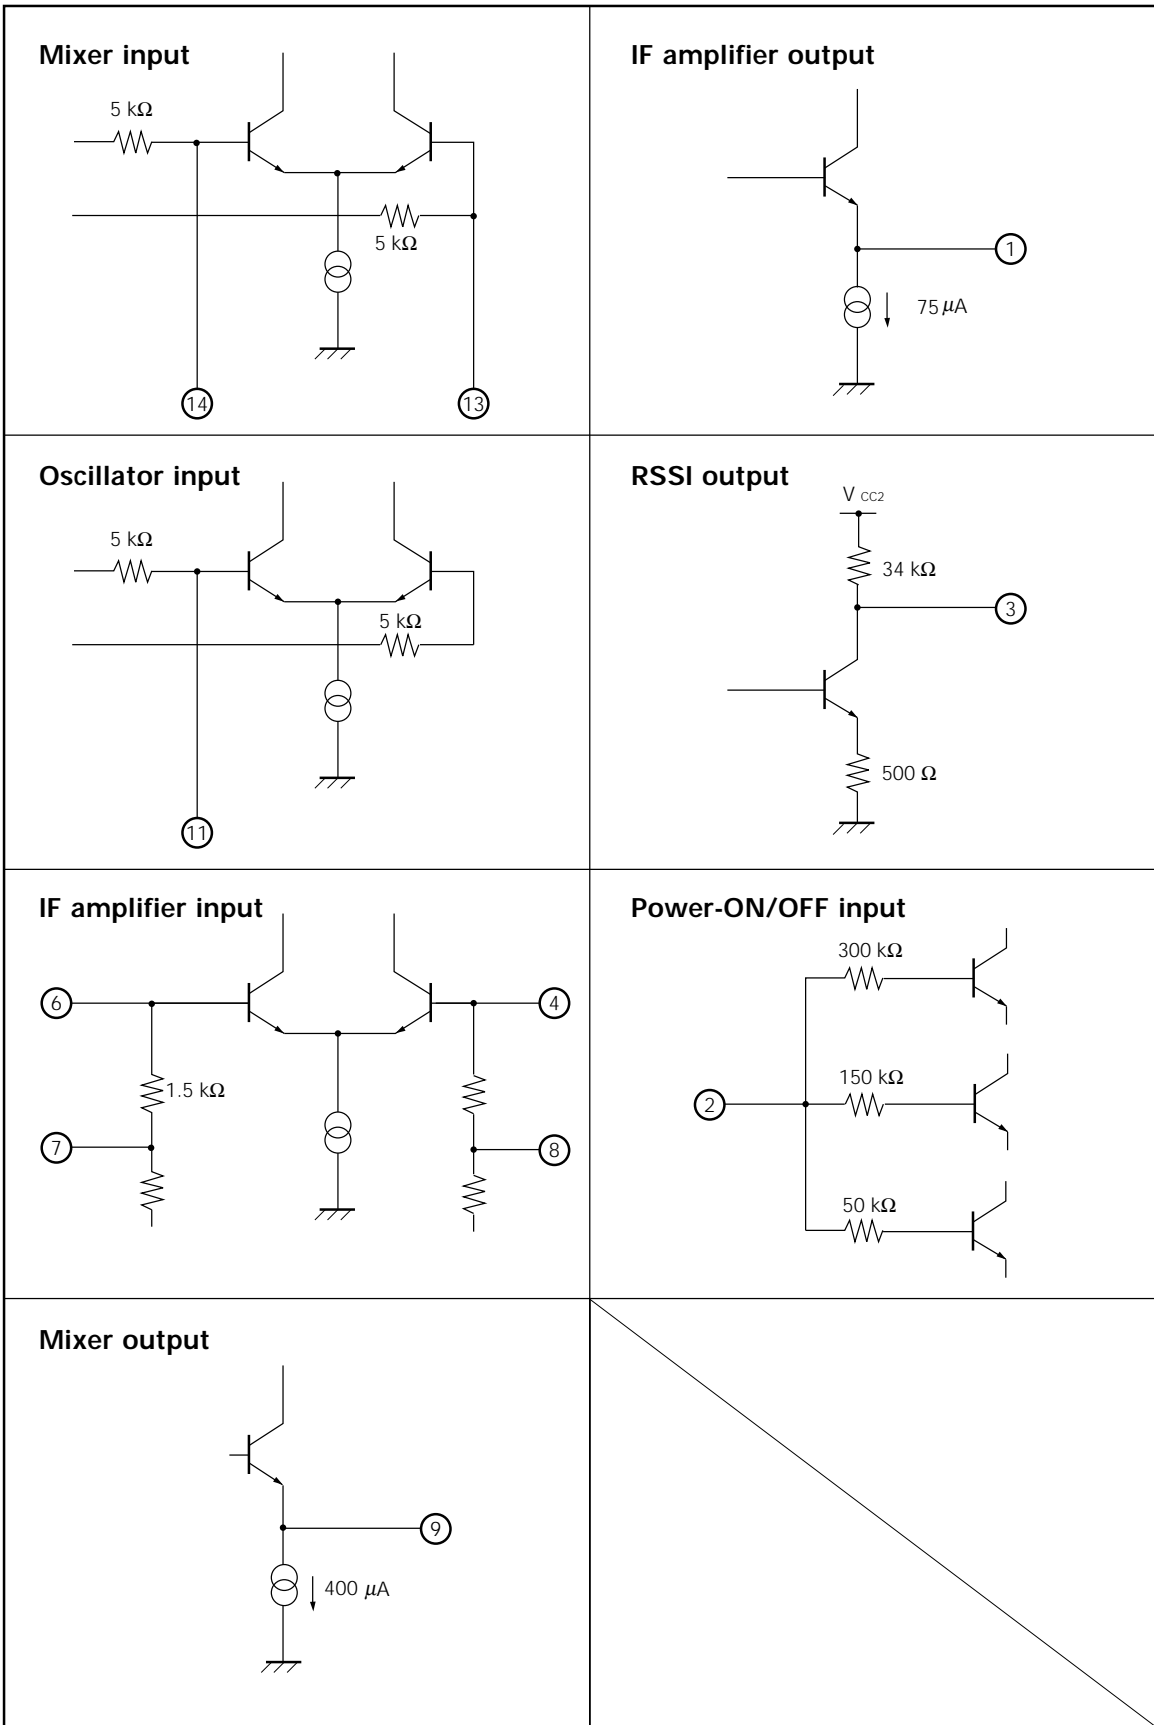 Mixer input
5 kΩ
5 kΩ
14
13
IF amplifier output
1
75 μA
Oscillator input
5 kΩ
5 kΩ
11
RSSI output
V CC2
34 kΩ
3
500 Ω
IF amplifier input
6
4
1.5 kΩ
7
8
Power-ON/OFF input
300 kΩ
150 kΩ
2
50 kΩ
Mixer output
9
400 μA